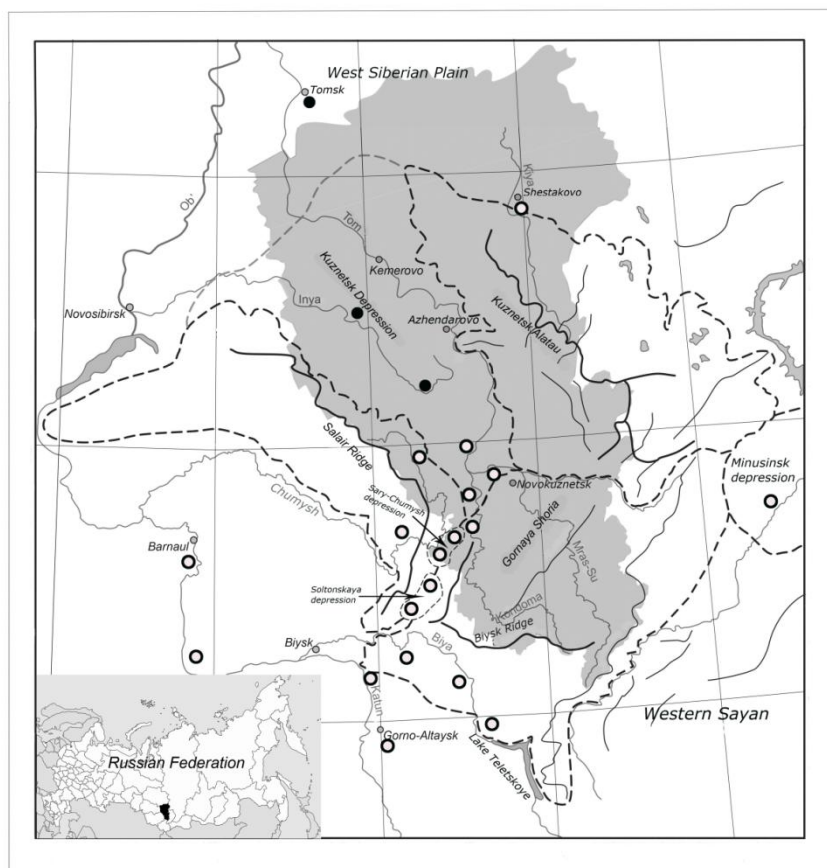 West Siberian Plain
Tomsk
Kiya
Shestakovo
Ob'
Tom
Kemerovo
Kuznetsk Depression
Inya
Novosibirsk
Azhendarovo
Kuznetsk Alatau
Salair Ridge
Minusinsk
depression
Novokuznetsk
Chumysh
Sary-Chumysh
depression
Gornaya Shoria
Barnaul
Mras-Su
Soltonskaya
depression
Kondoma
Biysk
Biya
Biysk Ridge
Katun
Western Sayan
Gorno-Altaysk
Lake Teletskoye
Russian Federation